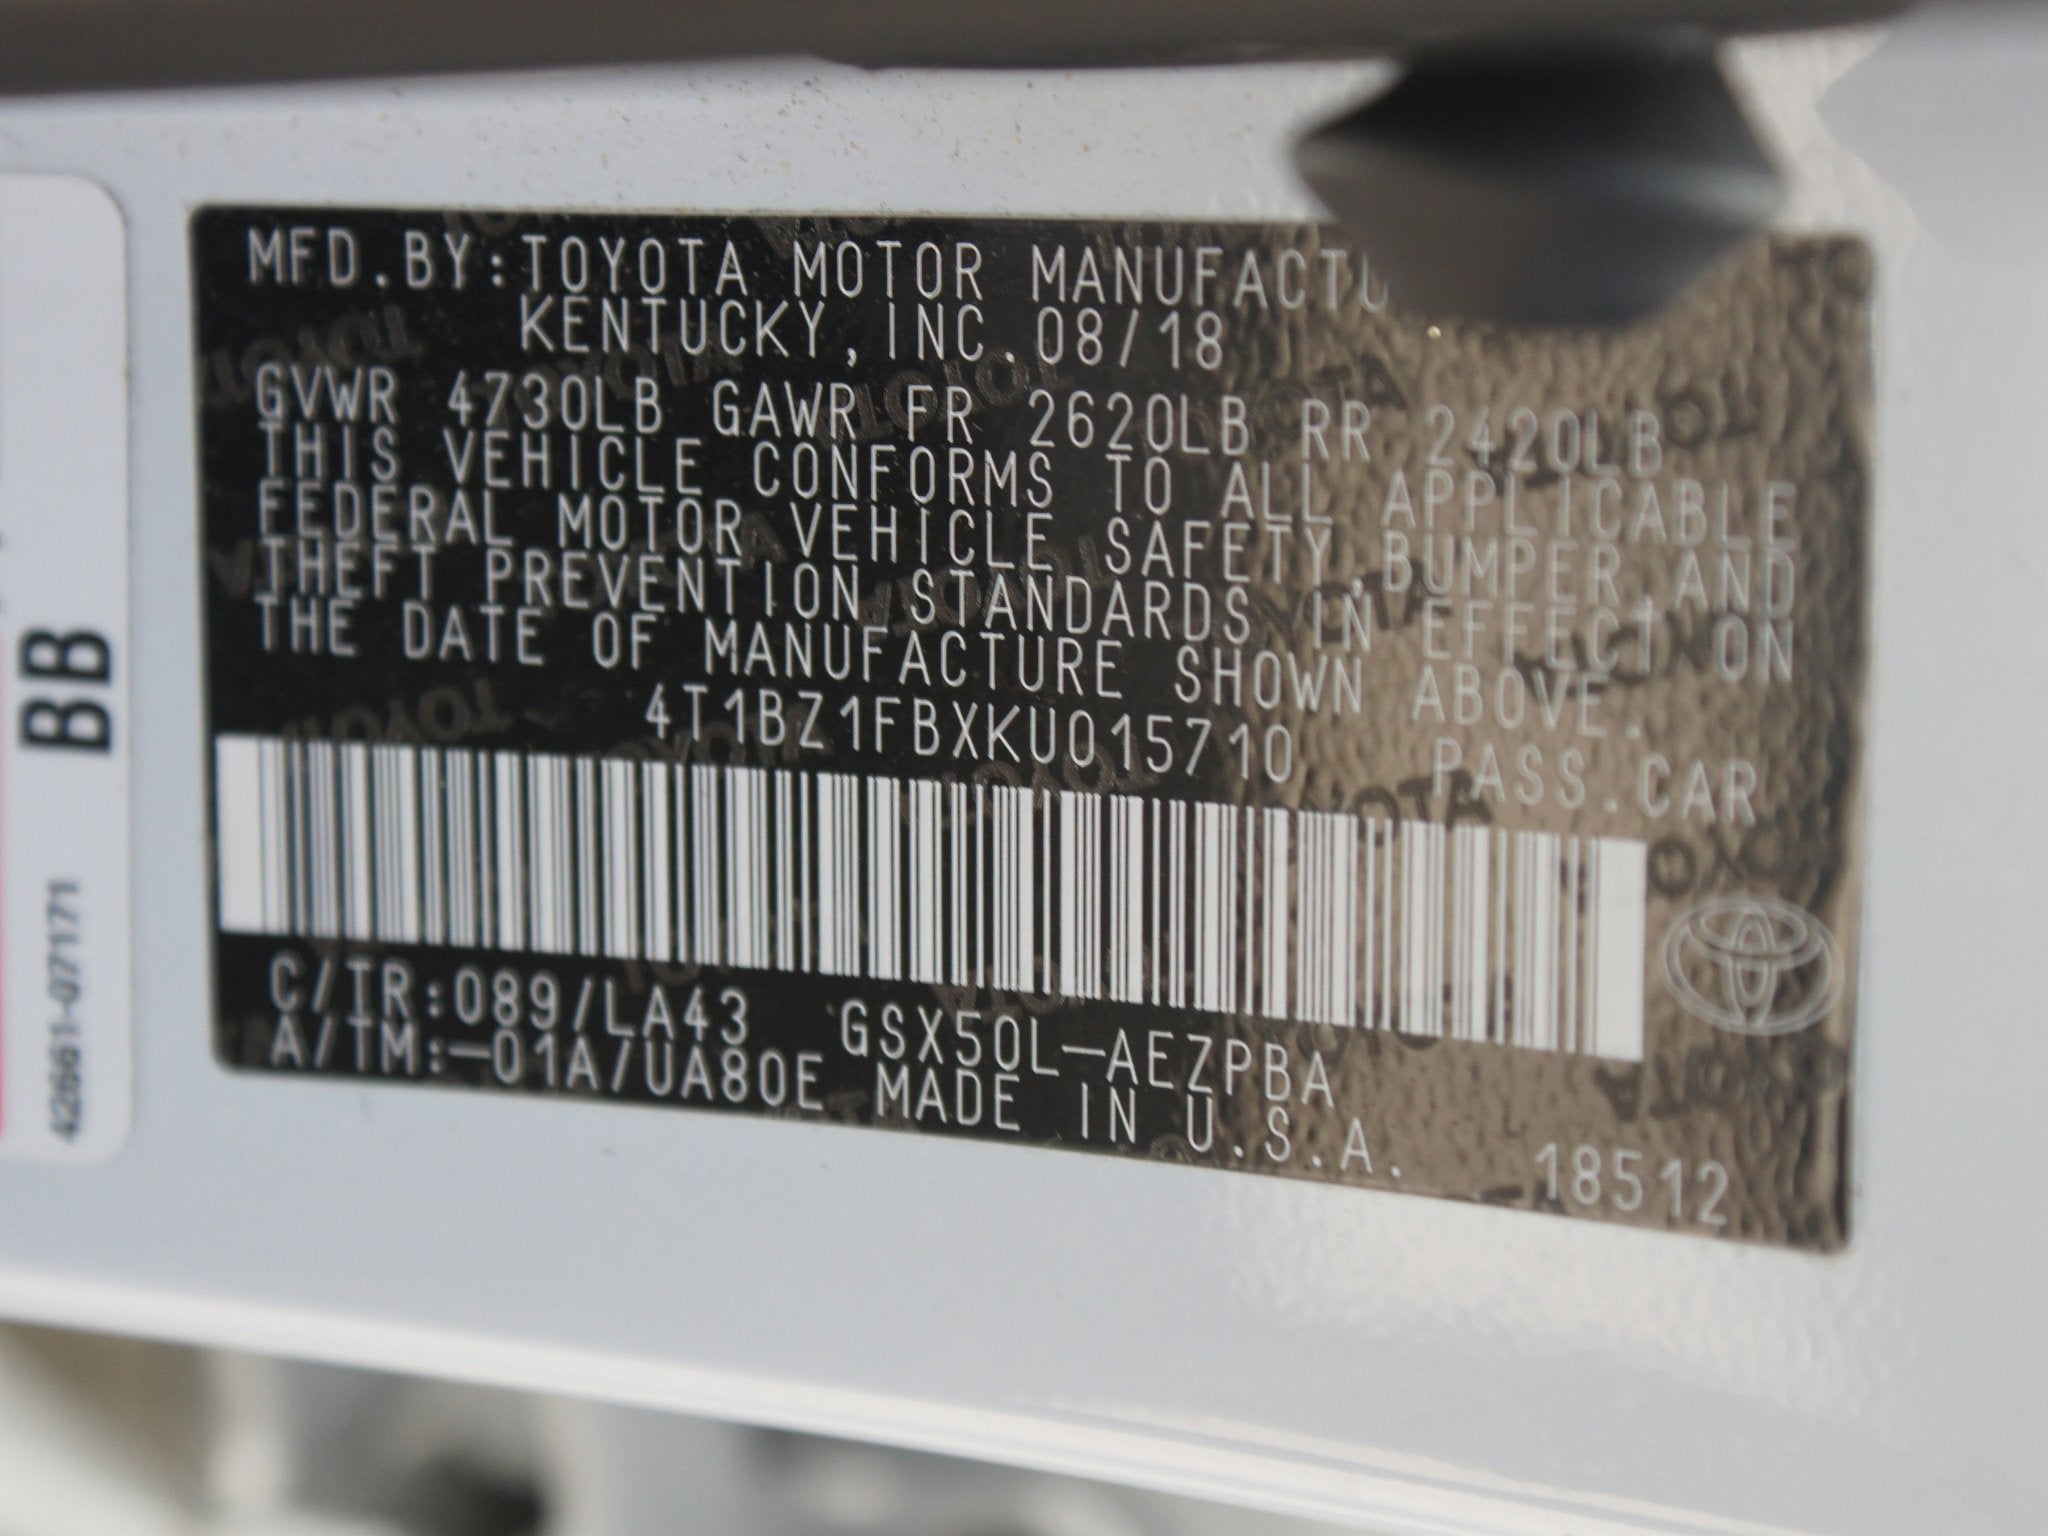 MFD.BY:TOYOTA MOTOR
KENTUCKY,INC.08/18
GVWR 4730LB GAWR FR 2620LB RR 2420LB
THIS VEHICLE CONFORMS TO ALL APPLICABLE
FEDERAL MOTOR VEHICLE SAFETY,BUMPER,AND
THEFT PREVENTION STANDARDS IN EFFECT ON
THE DATE OF MANUFACTURE SHOWN ABOVE.
4T1BZ1FBXKU015710 PASS.CAR
C/TR:089/LA43 GSX50L-AEZPBA
A/TM:-01A/UA80E MADE IN U.S.A. 18512
BB
42661-07171